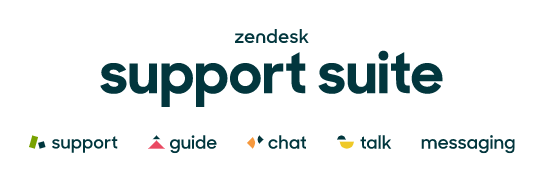 zendesk
support suite
support guide chat talk messaging